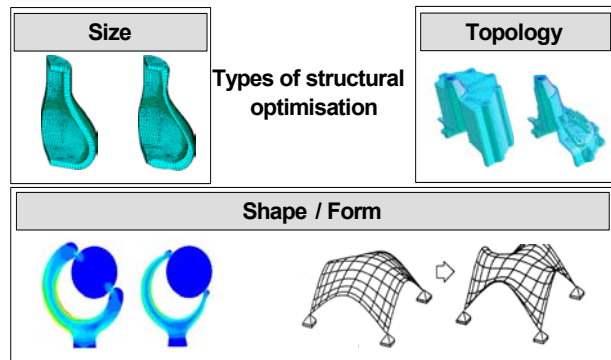 Size
Types of structural
optimisation
Topology
Shape / Form